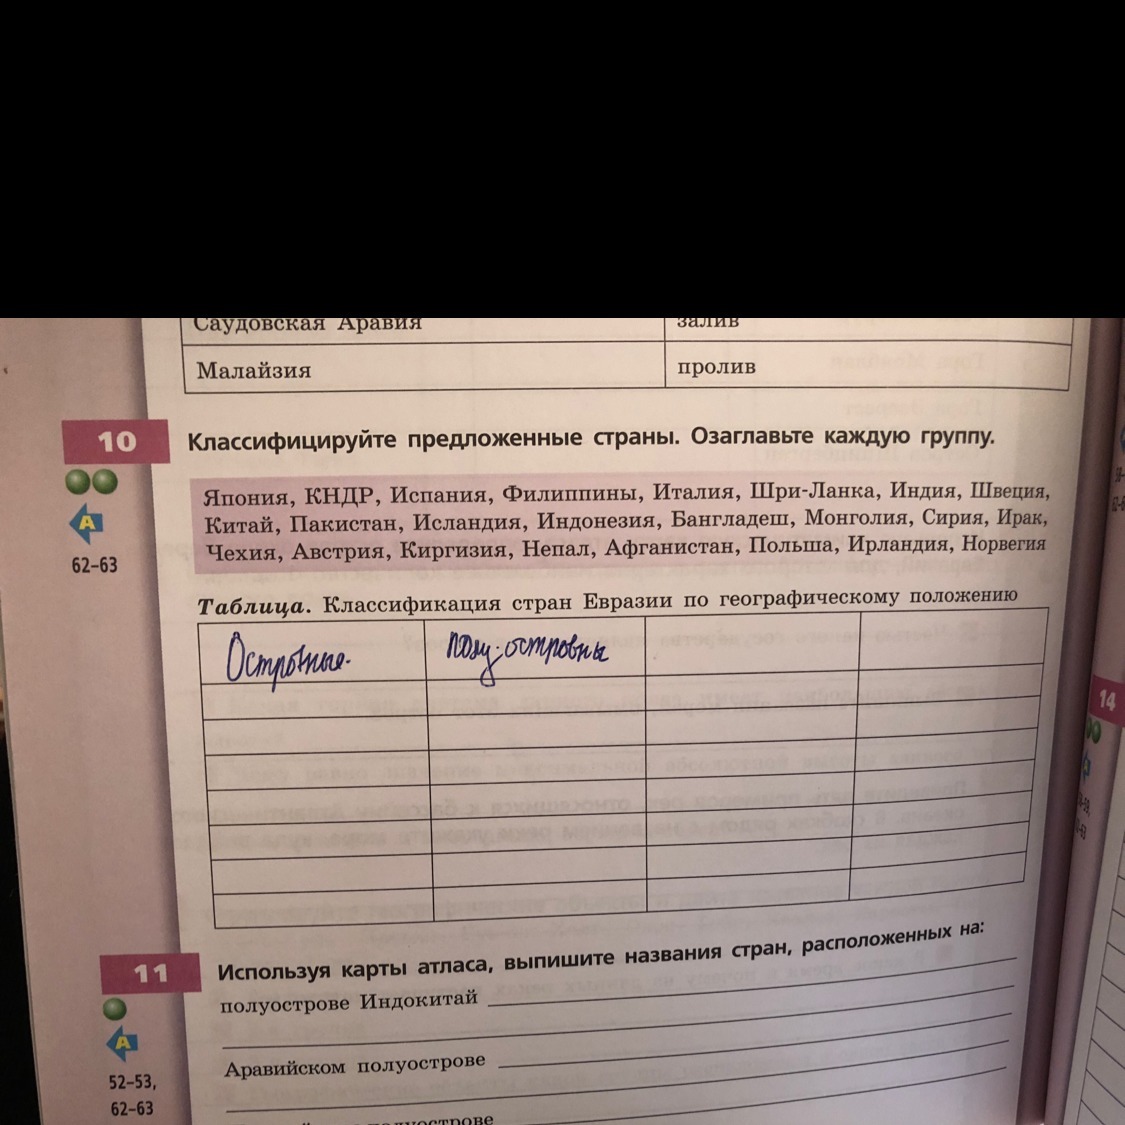 Саудовская Аравия
залив
Малайзия
пролив
10
Классифицируйте предложенные страны. Озаглавьте каждую группу.
А
62–63
Япония, КНДР, Испания, Филиппины, Италия, Шри-Ланка, Индия, Швеция,
Китай, Пакистан, Исландия, Индонезия, Бангладеш, Монголия, Сирия, Ирак,
Чехия, Австрия, Киргизия, Непал, Афганистан, Польша, Ирландия, Норвегия
Таблица. Классификация стран Евразии по географическому положению
Островные.
полу-островны
11
Используя карты атласа, выпишите названия стран, расположенных на:
полуострове Индокитай
А
52–53,
62–63
Аравийском полуострове
14